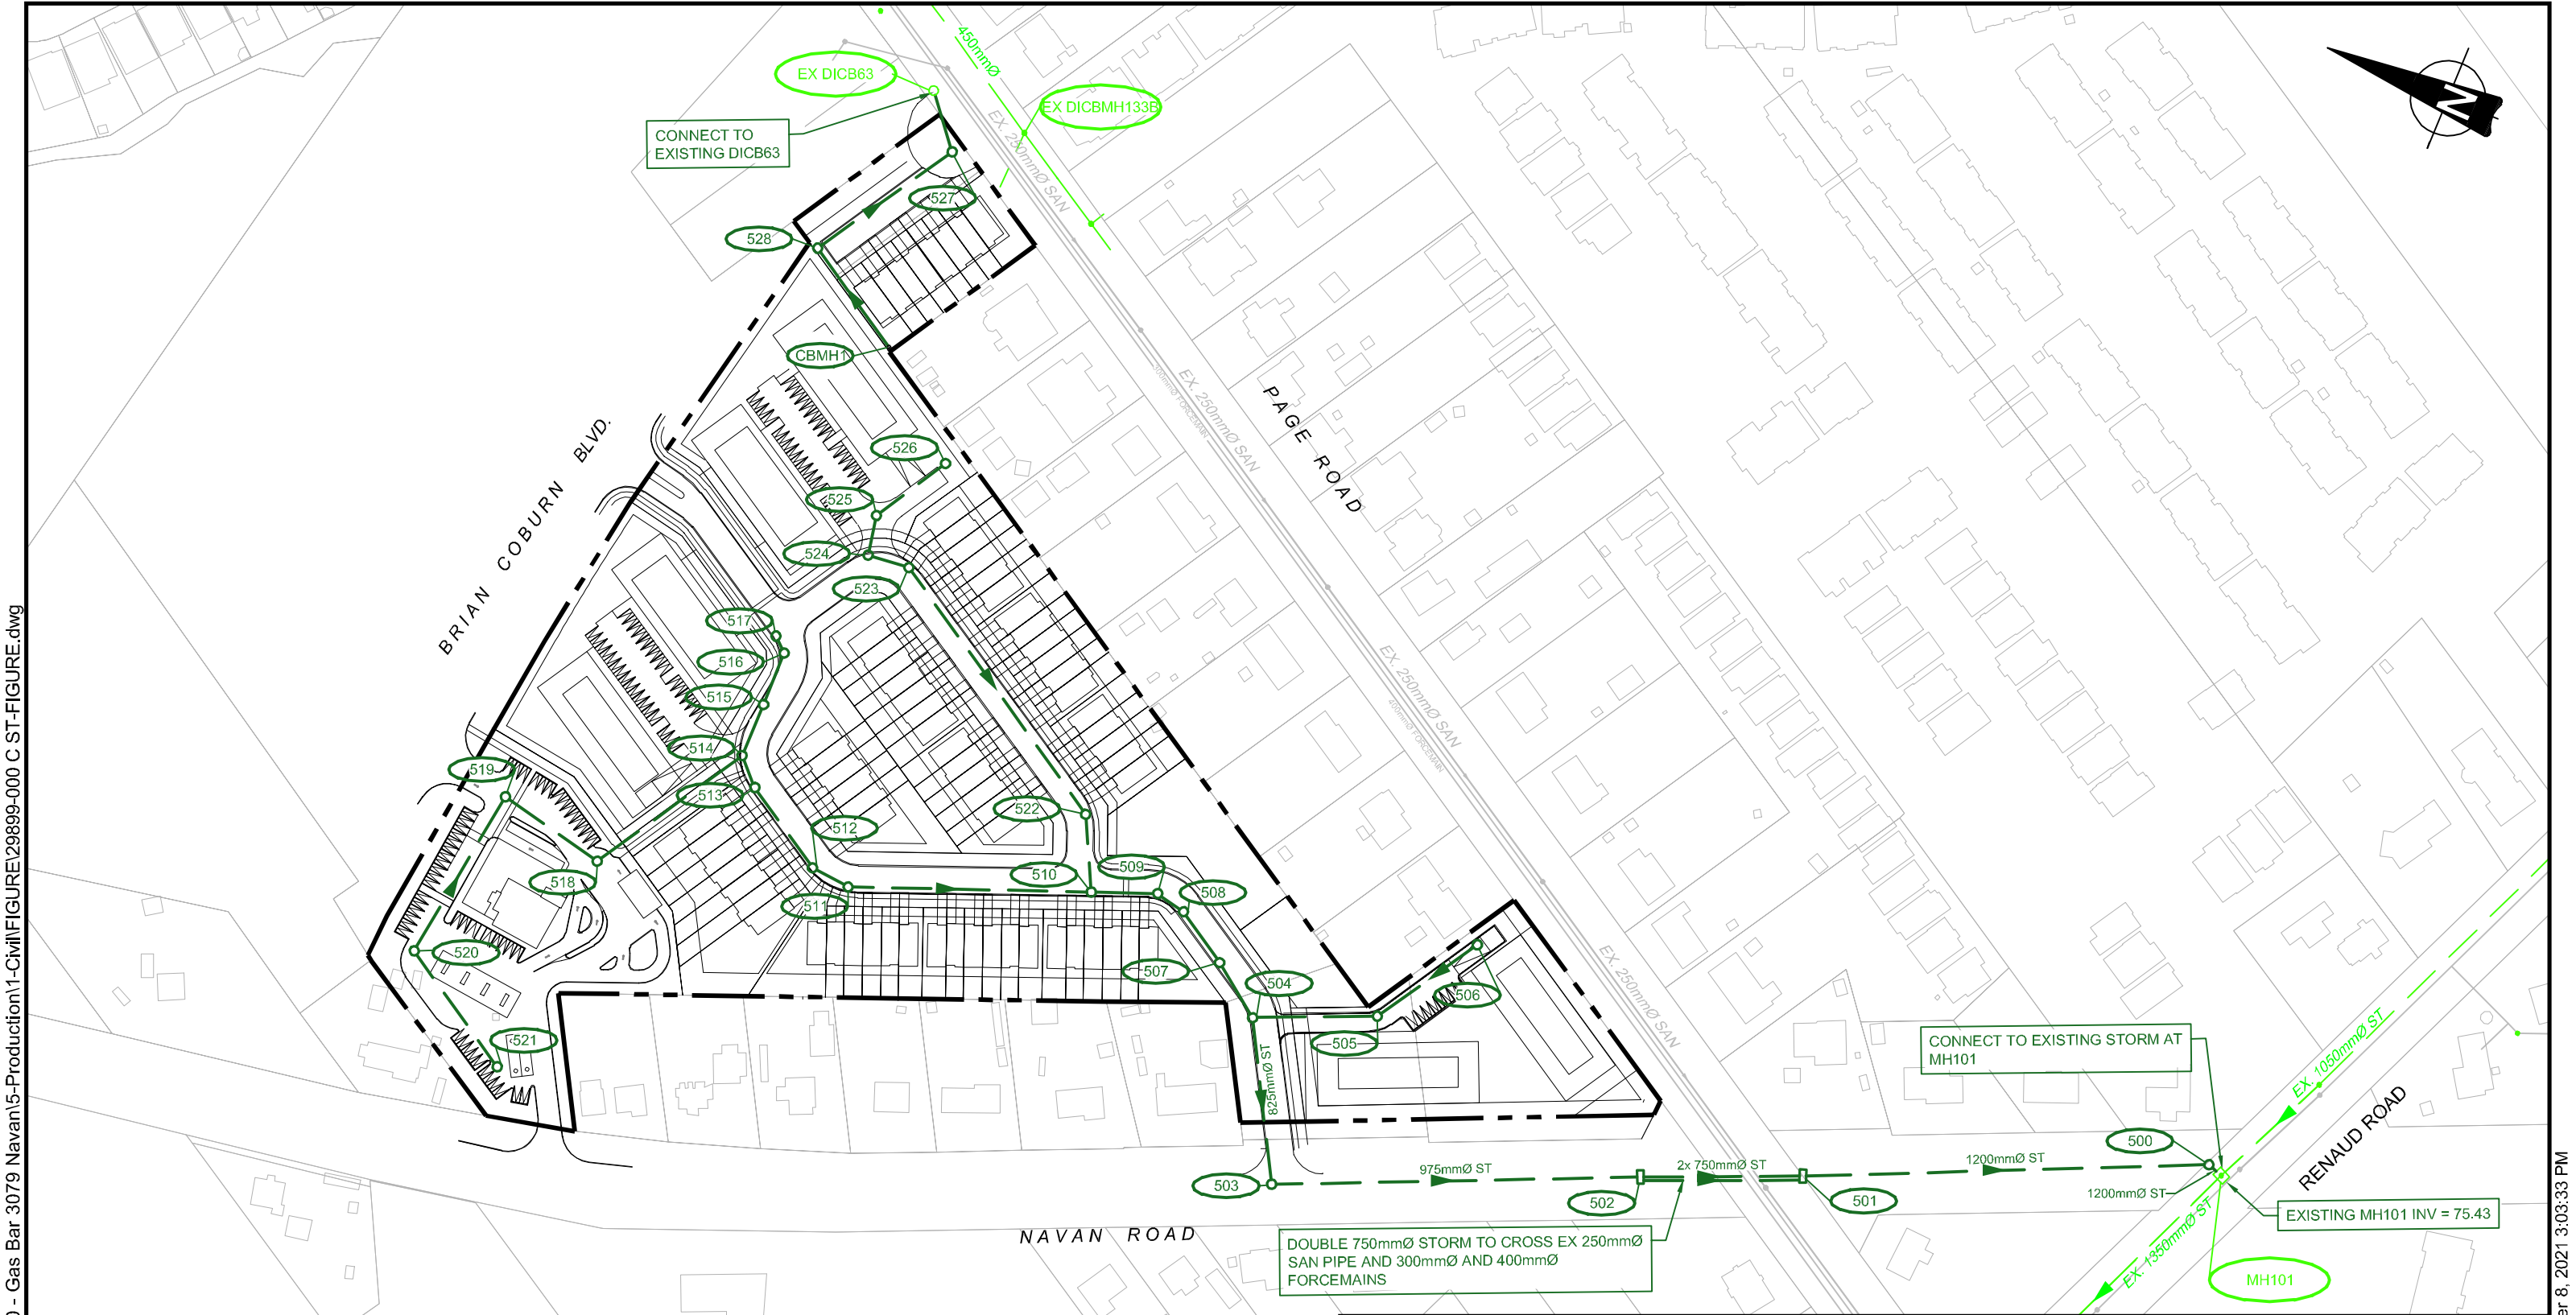 450mmØ
EX DICB63
EX DICBMH133B
CONNECT TO
EXISTING DICB63
EX. 250mmØ SAN
N
527
528
CBMH1
300mmØ FORCEMAIN
EX. 250mmØ SAN
PAGE ROAD
BRIAN COBURN BLVD.
526
525
524
523
517
516
515
514
513
519
512
522
510
509
508
511
518
520
507
504
506
505
521
EX. 250mmØ SAN
400mmØ FORCEMAIN
EX. 250mmØ SAN
825mmØ ST
CONNECT TO EXISTING STORM AT
MH101
EX. 1050mmØ ST
RENAUD ROAD
500
503
975mmØ ST
2x 750mmØ ST
1200mmØ ST
1200mmØ ST
502
501
EXISTING MH101 INV = 75.43
NAVAN ROAD
DOUBLE 750mmØ STORM TO CROSS EX 250mmØ
SAN PIPE AND 300mmØ AND 400mmØ
FORCEMAINS
EX. 1350mmØ ST
MH101
- Gas Bar 3079 Navan\5-Production\1-Civil\FIGURE\29899-000 C ST-FIGURE.dwg
er 8, 2021 3:03:33 PM